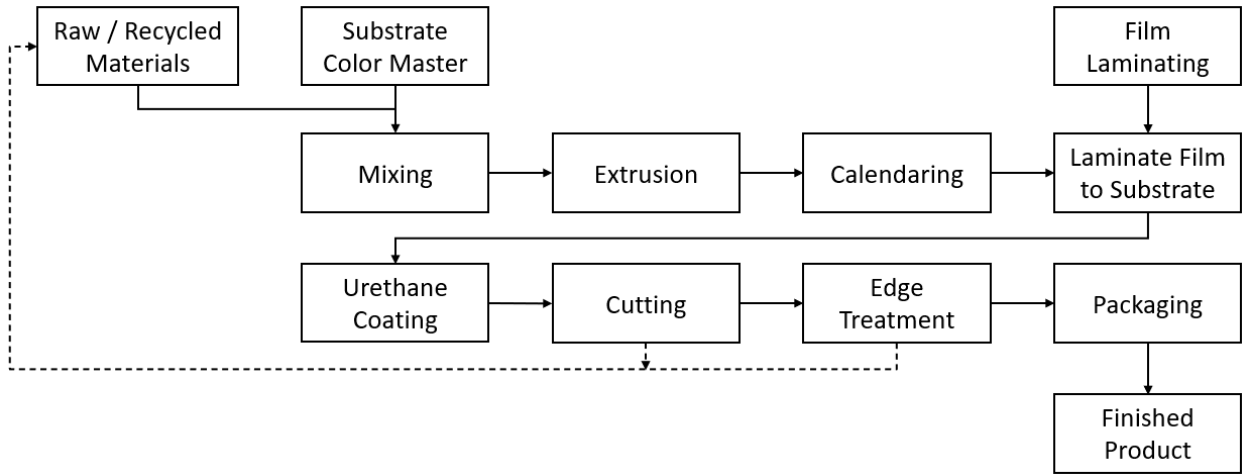 Raw / Recycled
Materials
Substrate
Color Master
Film
Laminating
Mixing
Extrusion
Calendaring
Laminate Film
to Substrate
Urethane
Coating
Cutting
Edge
Treatment
Packaging
Finished
Product